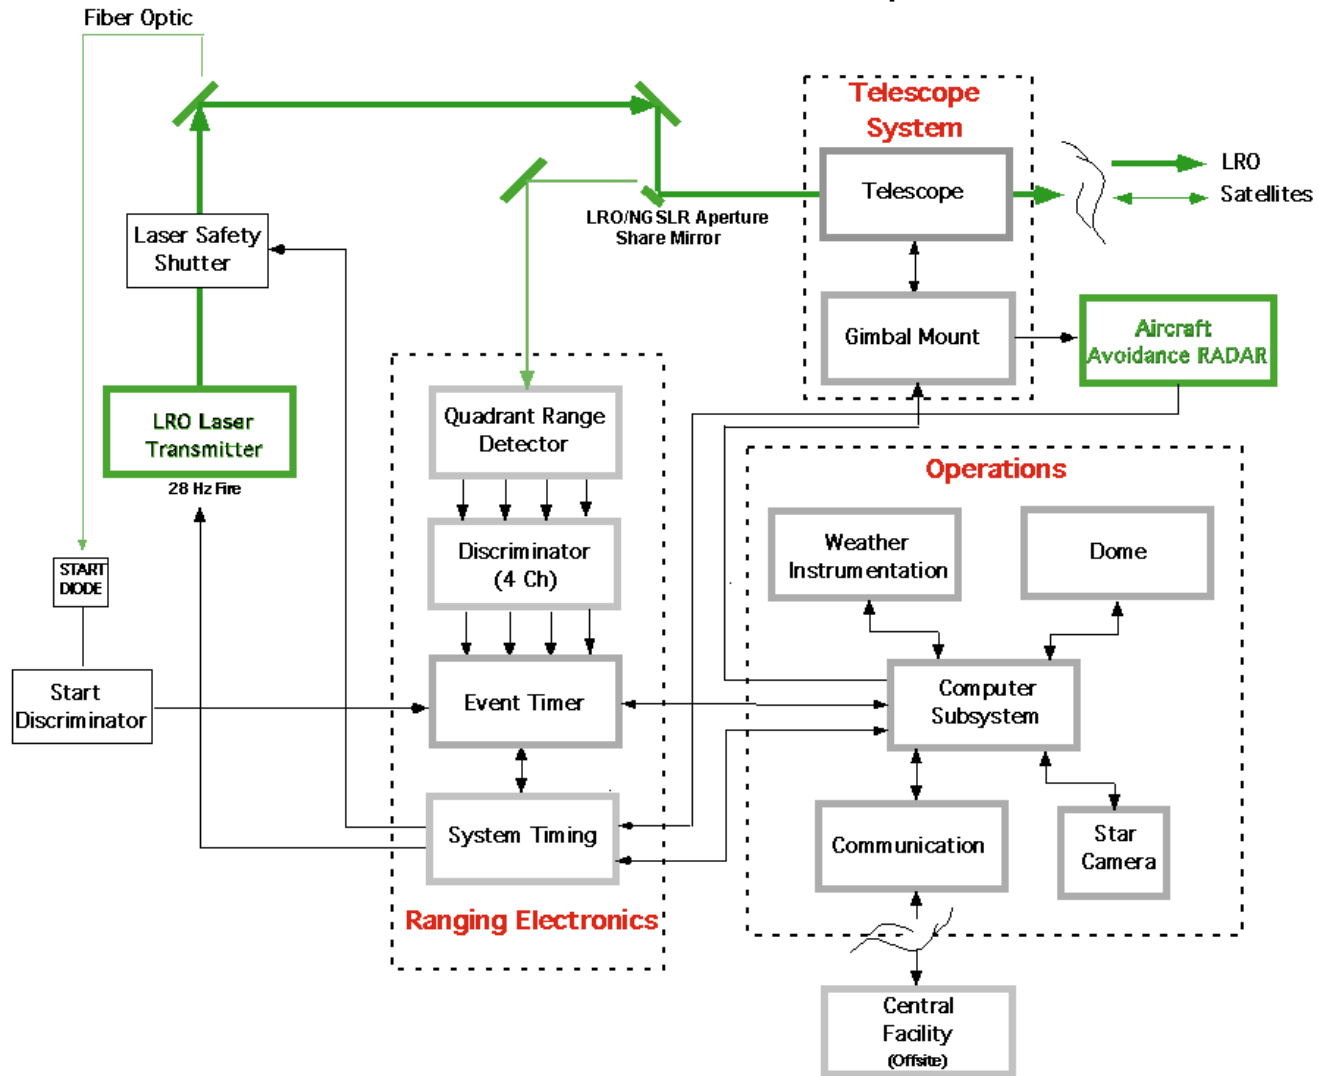 Fiber Optic
Telescope
System
Telescope
LRO
Satellites
LRO/NGSLR Aperture
Share Mirror
Laser Safety
Shutter
Gimbal Mount
Aircraft
Avoidance RADAR
LRO Laser
Transmitter
28 Hz Fire
Quadrant Range
Detector
Operations
Weather
Instrumentation
Dome
Discriminator
(4 Ch)
START
DIODE
Start
Discriminator
Event Timer
Computer
Subsystem
System Timing
Communication
Star
Camera
Ranging Electronics
Central
Facility
(Offsite)